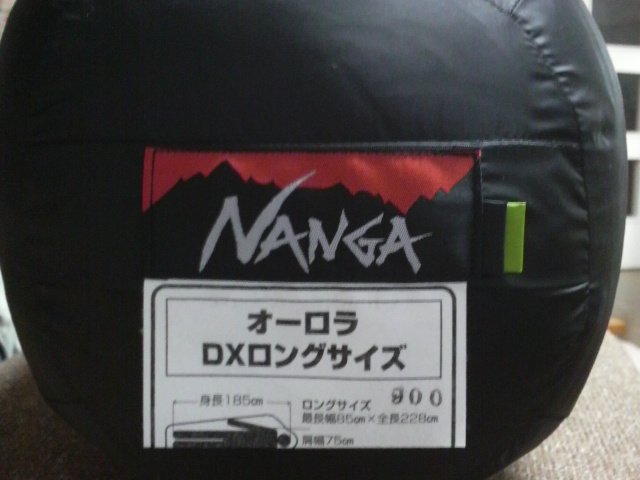 NANGA
オーロラ
DXロングサイズ
身長185cm
ロングサイズ 900
最長幅85cm×全長228cm
肩幅75cm